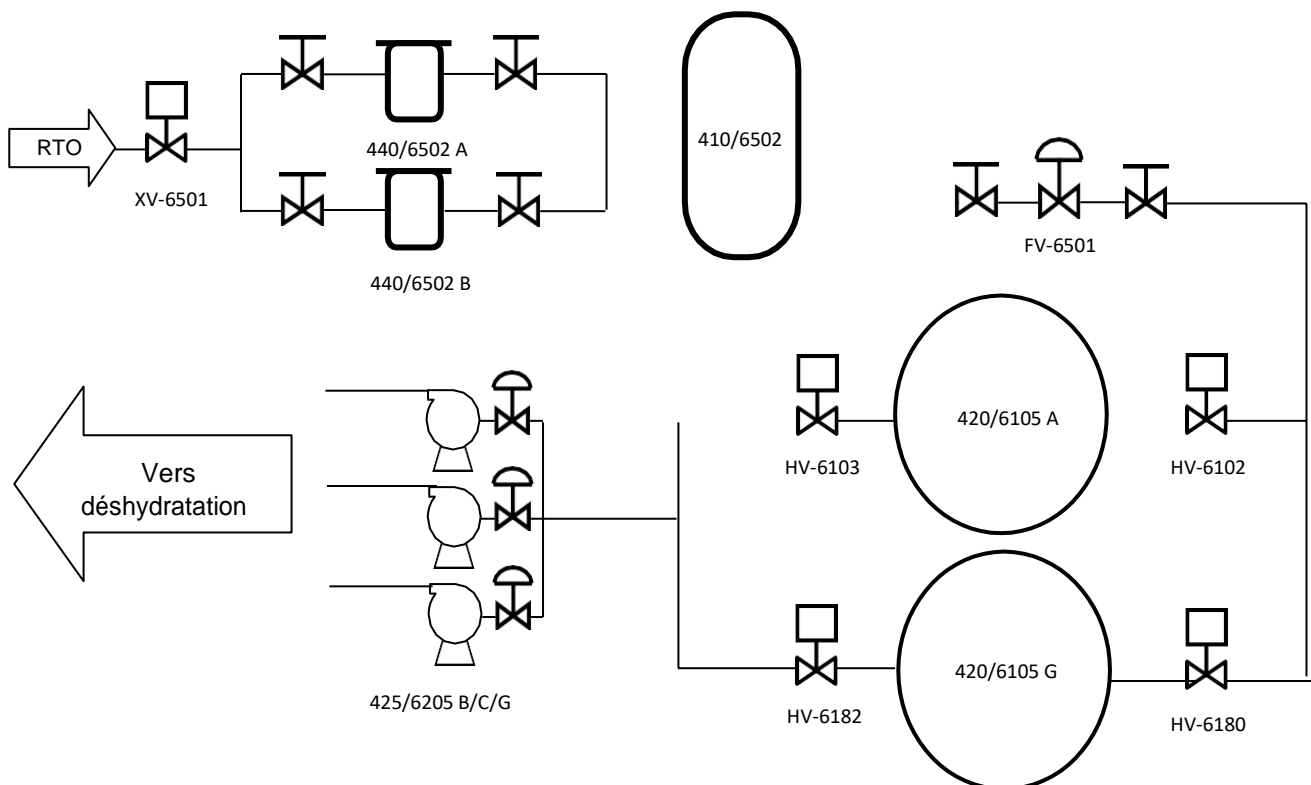 RTO
XV-6501
440/6502 A
440/6502 B
410/6502
FV-6501
420/6105 A
HV-6103
HV-6102
Vers
déshydratation
425/6205 B/C/G
420/6105 G
HV-6182
HV-6180